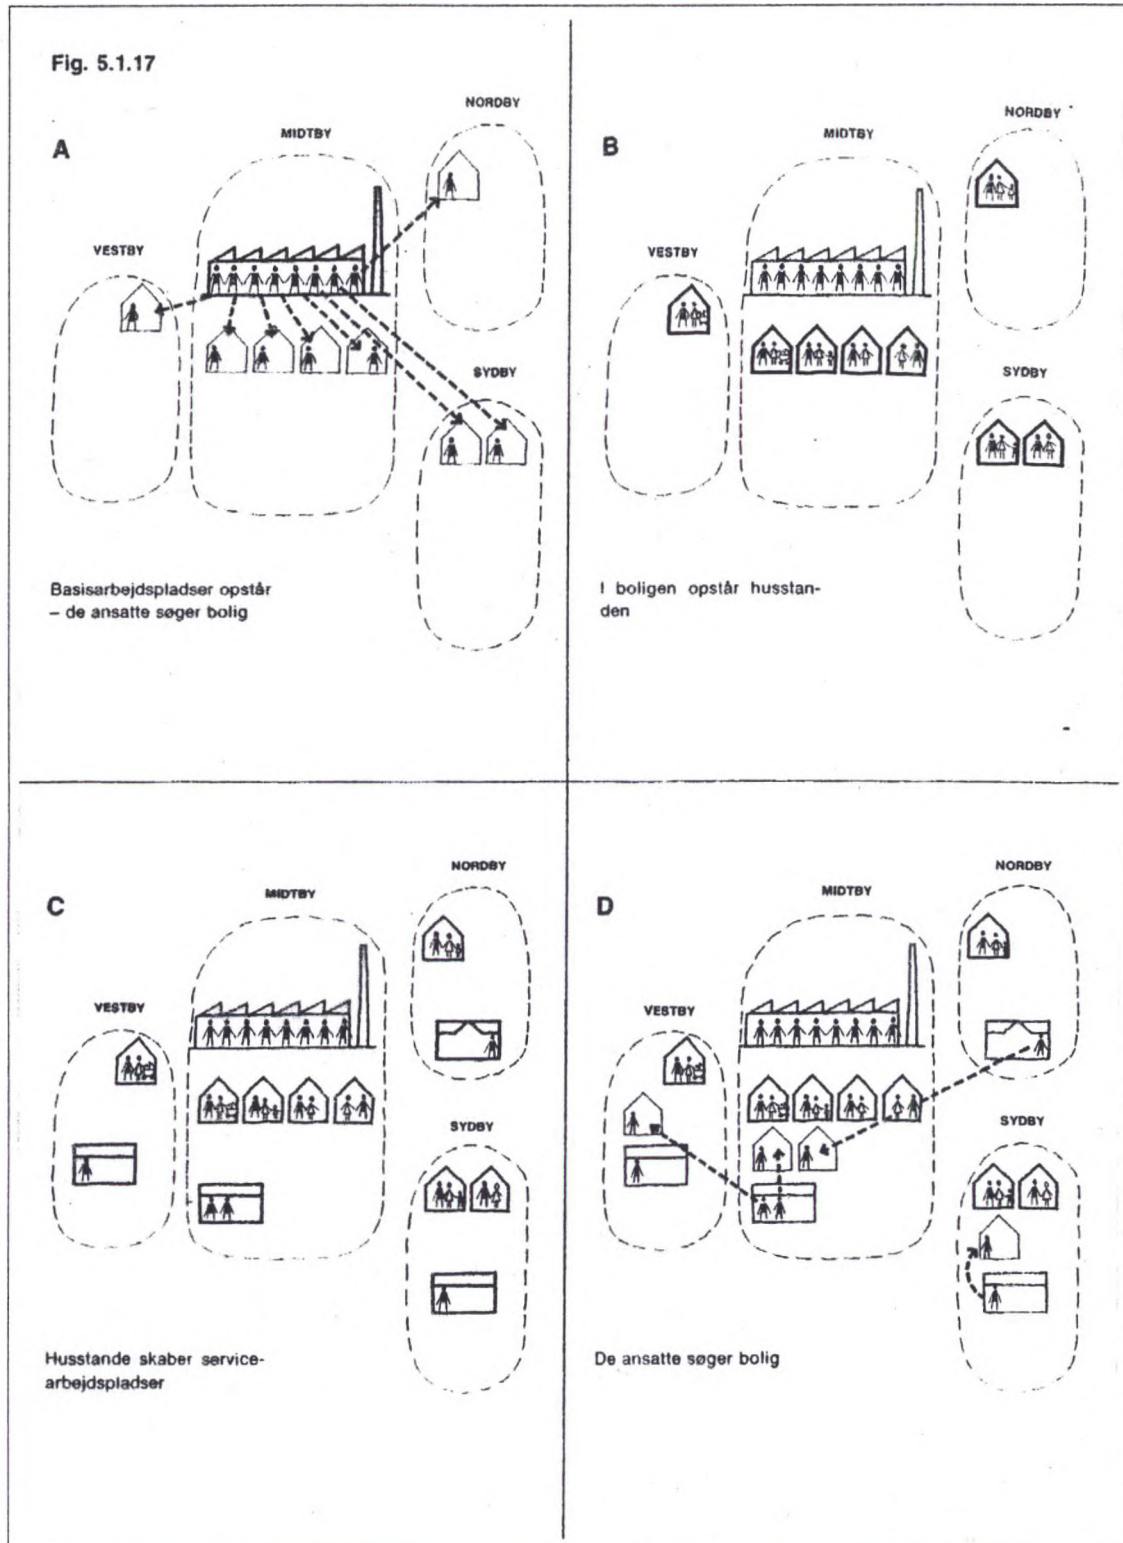 Fig. 5.1.17
A
MIDTBY
NORDBY
VESTBY
SYDBY
Basisarbejdspladser opstår
– de ansatte søger bolig
B
MIDTBY
NORDBY
VESTBY
SYDBY
I boligen opstår husstan-
den
C
MIDTBY
NORDBY
VESTBY
SYDBY
Husstande skaber service-
arbejdspladser
D
MIDTBY
NORDBY
VESTBY
SYDBY
De ansatte søger bolig